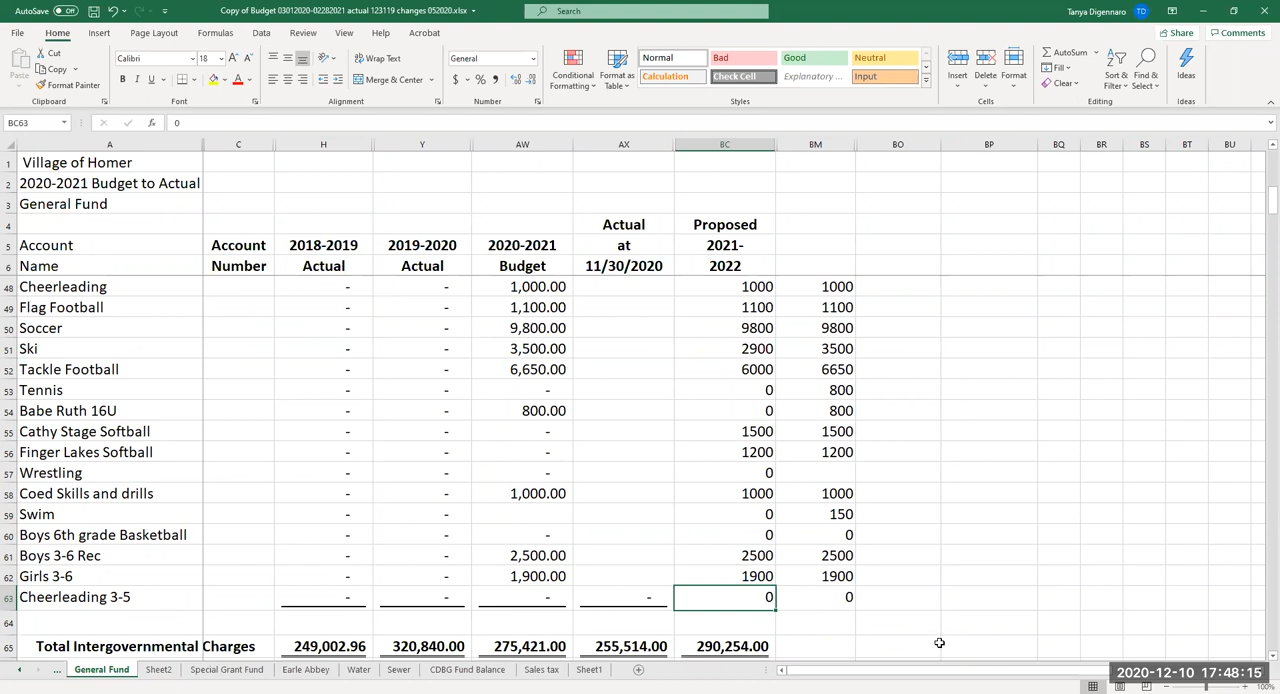 AutoSave Off Copy of Budget 03012020-02282021 actual 123119 changes 052020.xlsx Search Tanya Digennaro TD
File Home Insert Page Layout Formulas Data Review View Help Acrobat Share Comments
Paste Cut Copy Format Painter Clipboard
Calibri 18 A A B I U A Font
Wrap Text Merge & Center Alignment
General $ % Number
Conditional Formatting Format as Table Normal Bad Good Neutral
Calculation Check Cell Explanatory ... Input Styles
Insert Delete Format Cells
AutoSum Fill Clear Sort & Filter Find & Select Editing
Ideas Ideas
BC63 fx 0
A C H Y AW AX BC BM BO BP BQ BR BS BT BU
1 Village of Homer
2 2020-2021 Budget to Actual
3 General Fund
4 Actual Proposed
5 Account Account 2018-2019 2019-2020 2020-2021 at 2021-
6 Name Number Actual Actual Budget 11/30/2020 2022
48 Cheerleading - - 1,000.00 1000 1000
49 Flag Football - - 1,100.00 1100 1100
50 Soccer - - 9,800.00 9800 9800
51 Ski - - 3,500.00 2900 3500
52 Tackle Football - - 6,650.00 6000 6650
53 Tennis - - - 0 800
54 Babe Ruth 16U - - 800.00 0 800
55 Cathy Stage Softball - - - 1500 1500
56 Finger Lakes Softball - - - 1200 1200
57 Wrestling - - - 0
58 Coed Skills and drills - - 1,000.00 1000 1000
59 Swim - - 0 150
60 Boys 6th grade Basketball - - - 0 0
61 Boys 3-6 Rec - - 2,500.00 2500 2500
62 Girls 3-6 - - 1,900.00 1900 1900
63 Cheerleading 3-5 - - - - 0 0
64
65 Total Intergovernmental Charges 249,002.96 320,840.00 275,421.00 255,514.00 290,254.00
... General Fund Sheet2 Special Grant Fund Earle Abbey Water Sewer CDBG Fund Balance Sales tax Sheet1
2020-12-10 17:48:15
100%